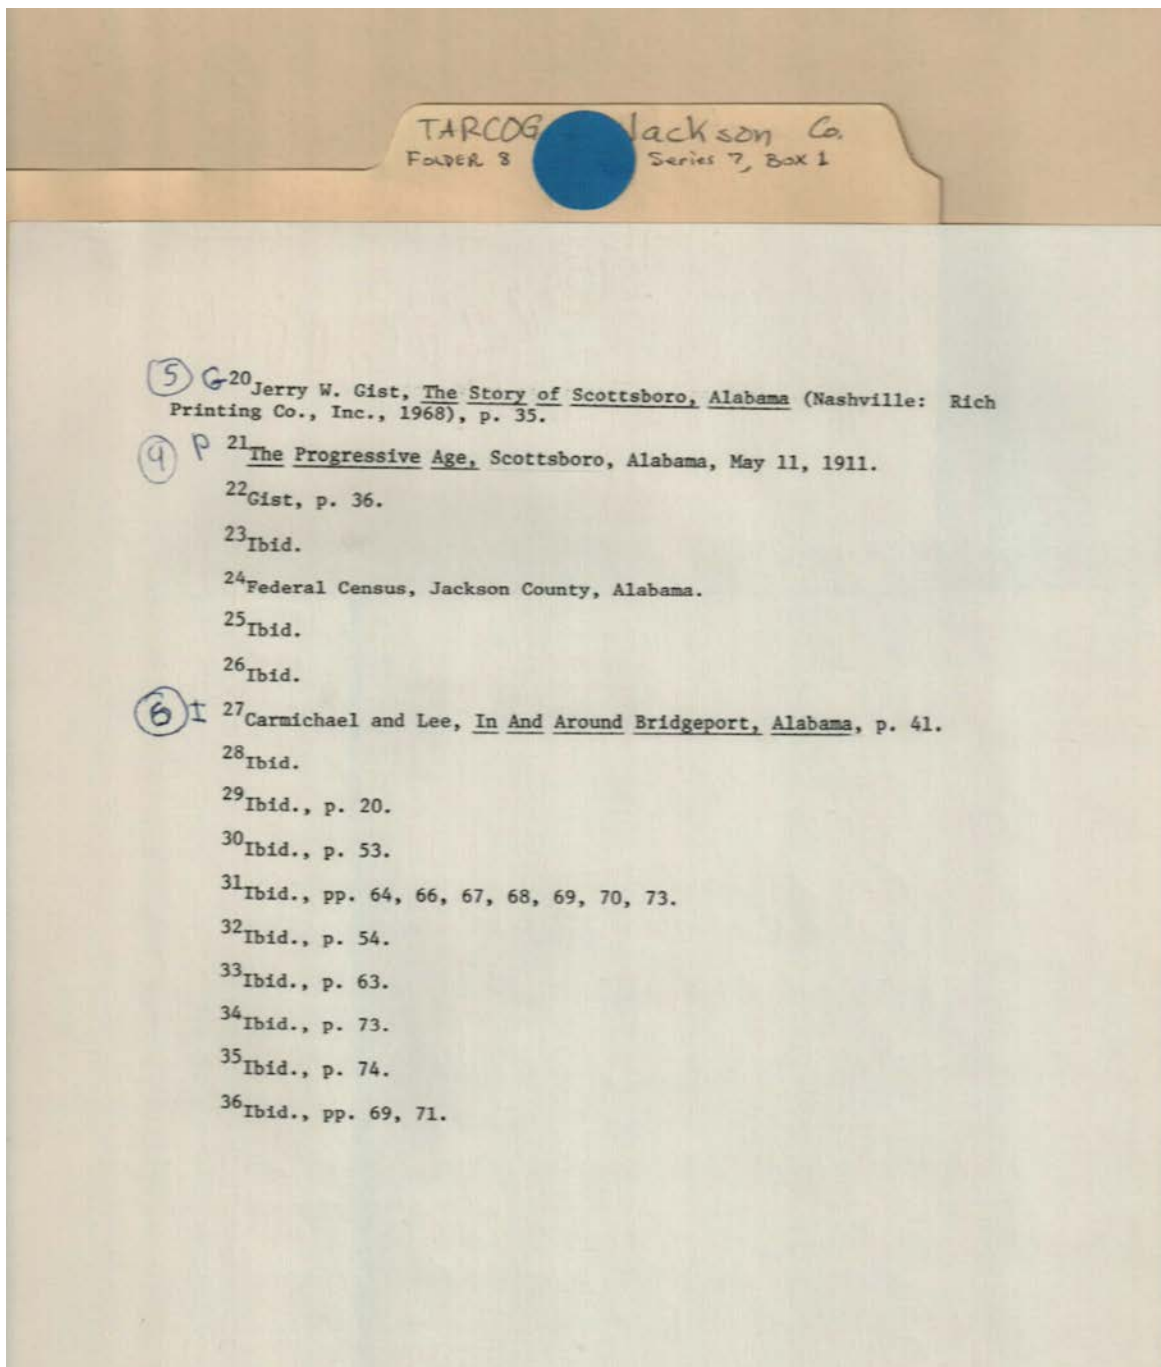 TARCOG Jackson Co.
FOLDER 8 Series 7, Box 1
(5) G 20Jerry W. Gist, The Story of Scottsboro, Alabama (Nashville: Rich
Printing Co., Inc., 1968), p. 35.
(9) P 21The Progressive Age, Scottsboro, Alabama, May 11, 1911.
22Gist, p. 36.
23Ibid.
24Federal Census, Jackson County, Alabama.
25Ibid.
26Ibid.
(6) I 27Carmichael and Lee, In And Around Bridgeport, Alabama, p. 41.
28Ibid.
29Ibid., p. 20.
30Ibid., p. 53.
31Ibid., pp. 64, 66, 67, 68, 69, 70, 73.
32Ibid., p. 54.
33Ibid., p. 63.
34Ibid., p. 73.
35Ibid., p. 74.
36Ibid., pp. 69, 71.